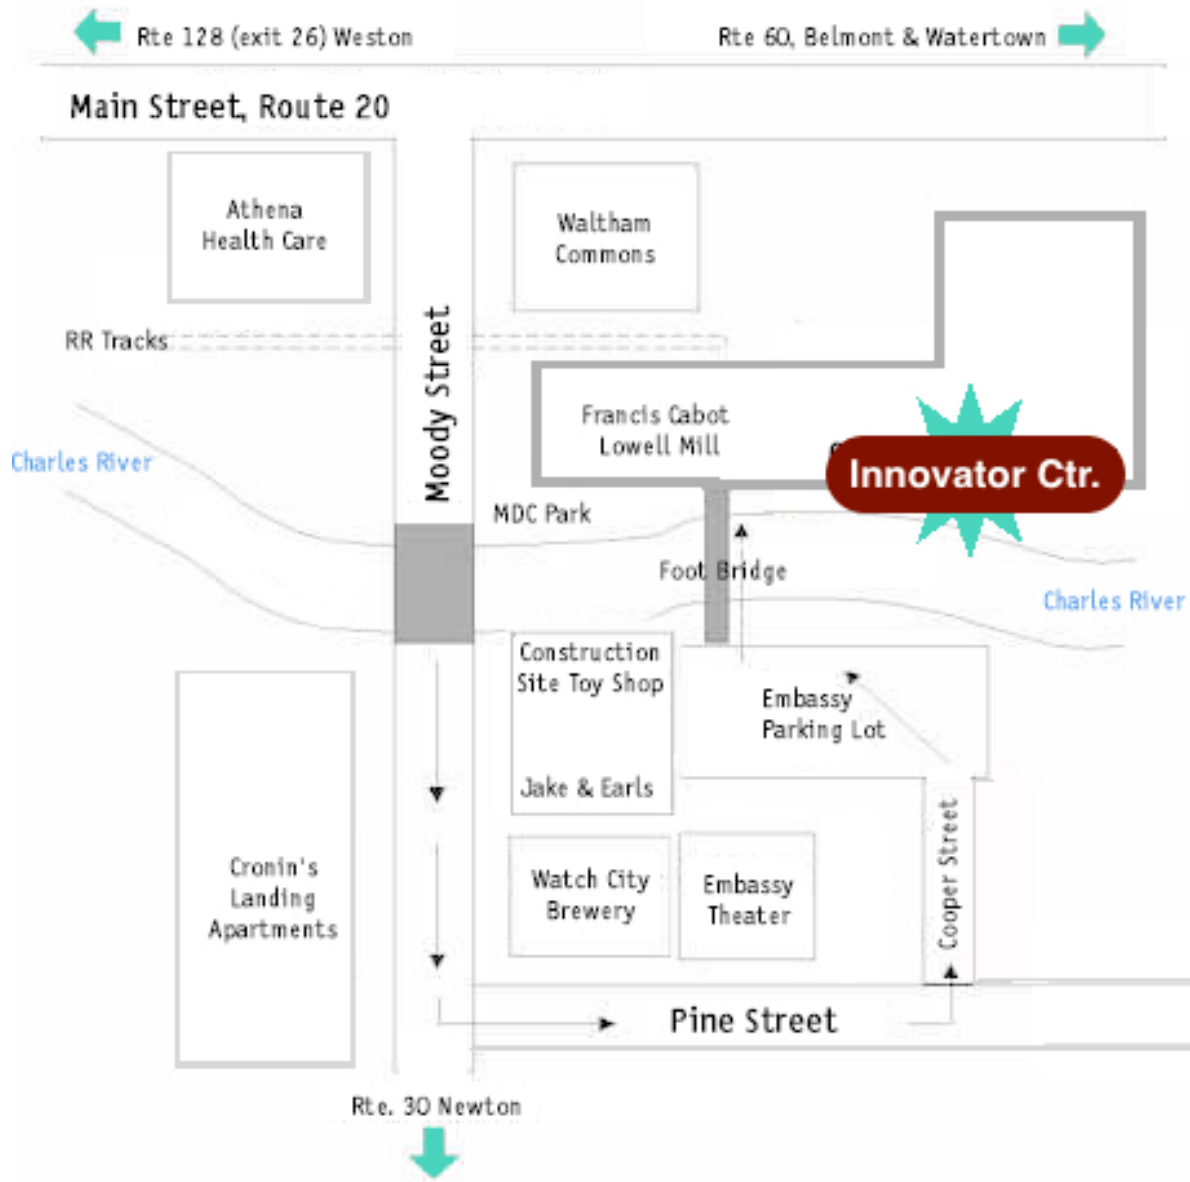 Rte 128 (exit 26) Weston
Rte 60, Belmont & Watertown
Main Street, Route 20
Athena
Health Care
Waltham
Commons
RR Tracks
Moody Street
Francis Cabot
Lowell Mill
Innovator Ctr.
Charles River
MDC Park
Foot Bridge
Charles River
Construction
Site Toy Shop
Embassy
Parking Lot
Jake & Earls
Cooper Street
Cronin's
Landing
Apartments
Watch City
Brewery
Embassy
Theater
Pine Street
Rte. 30 Newton